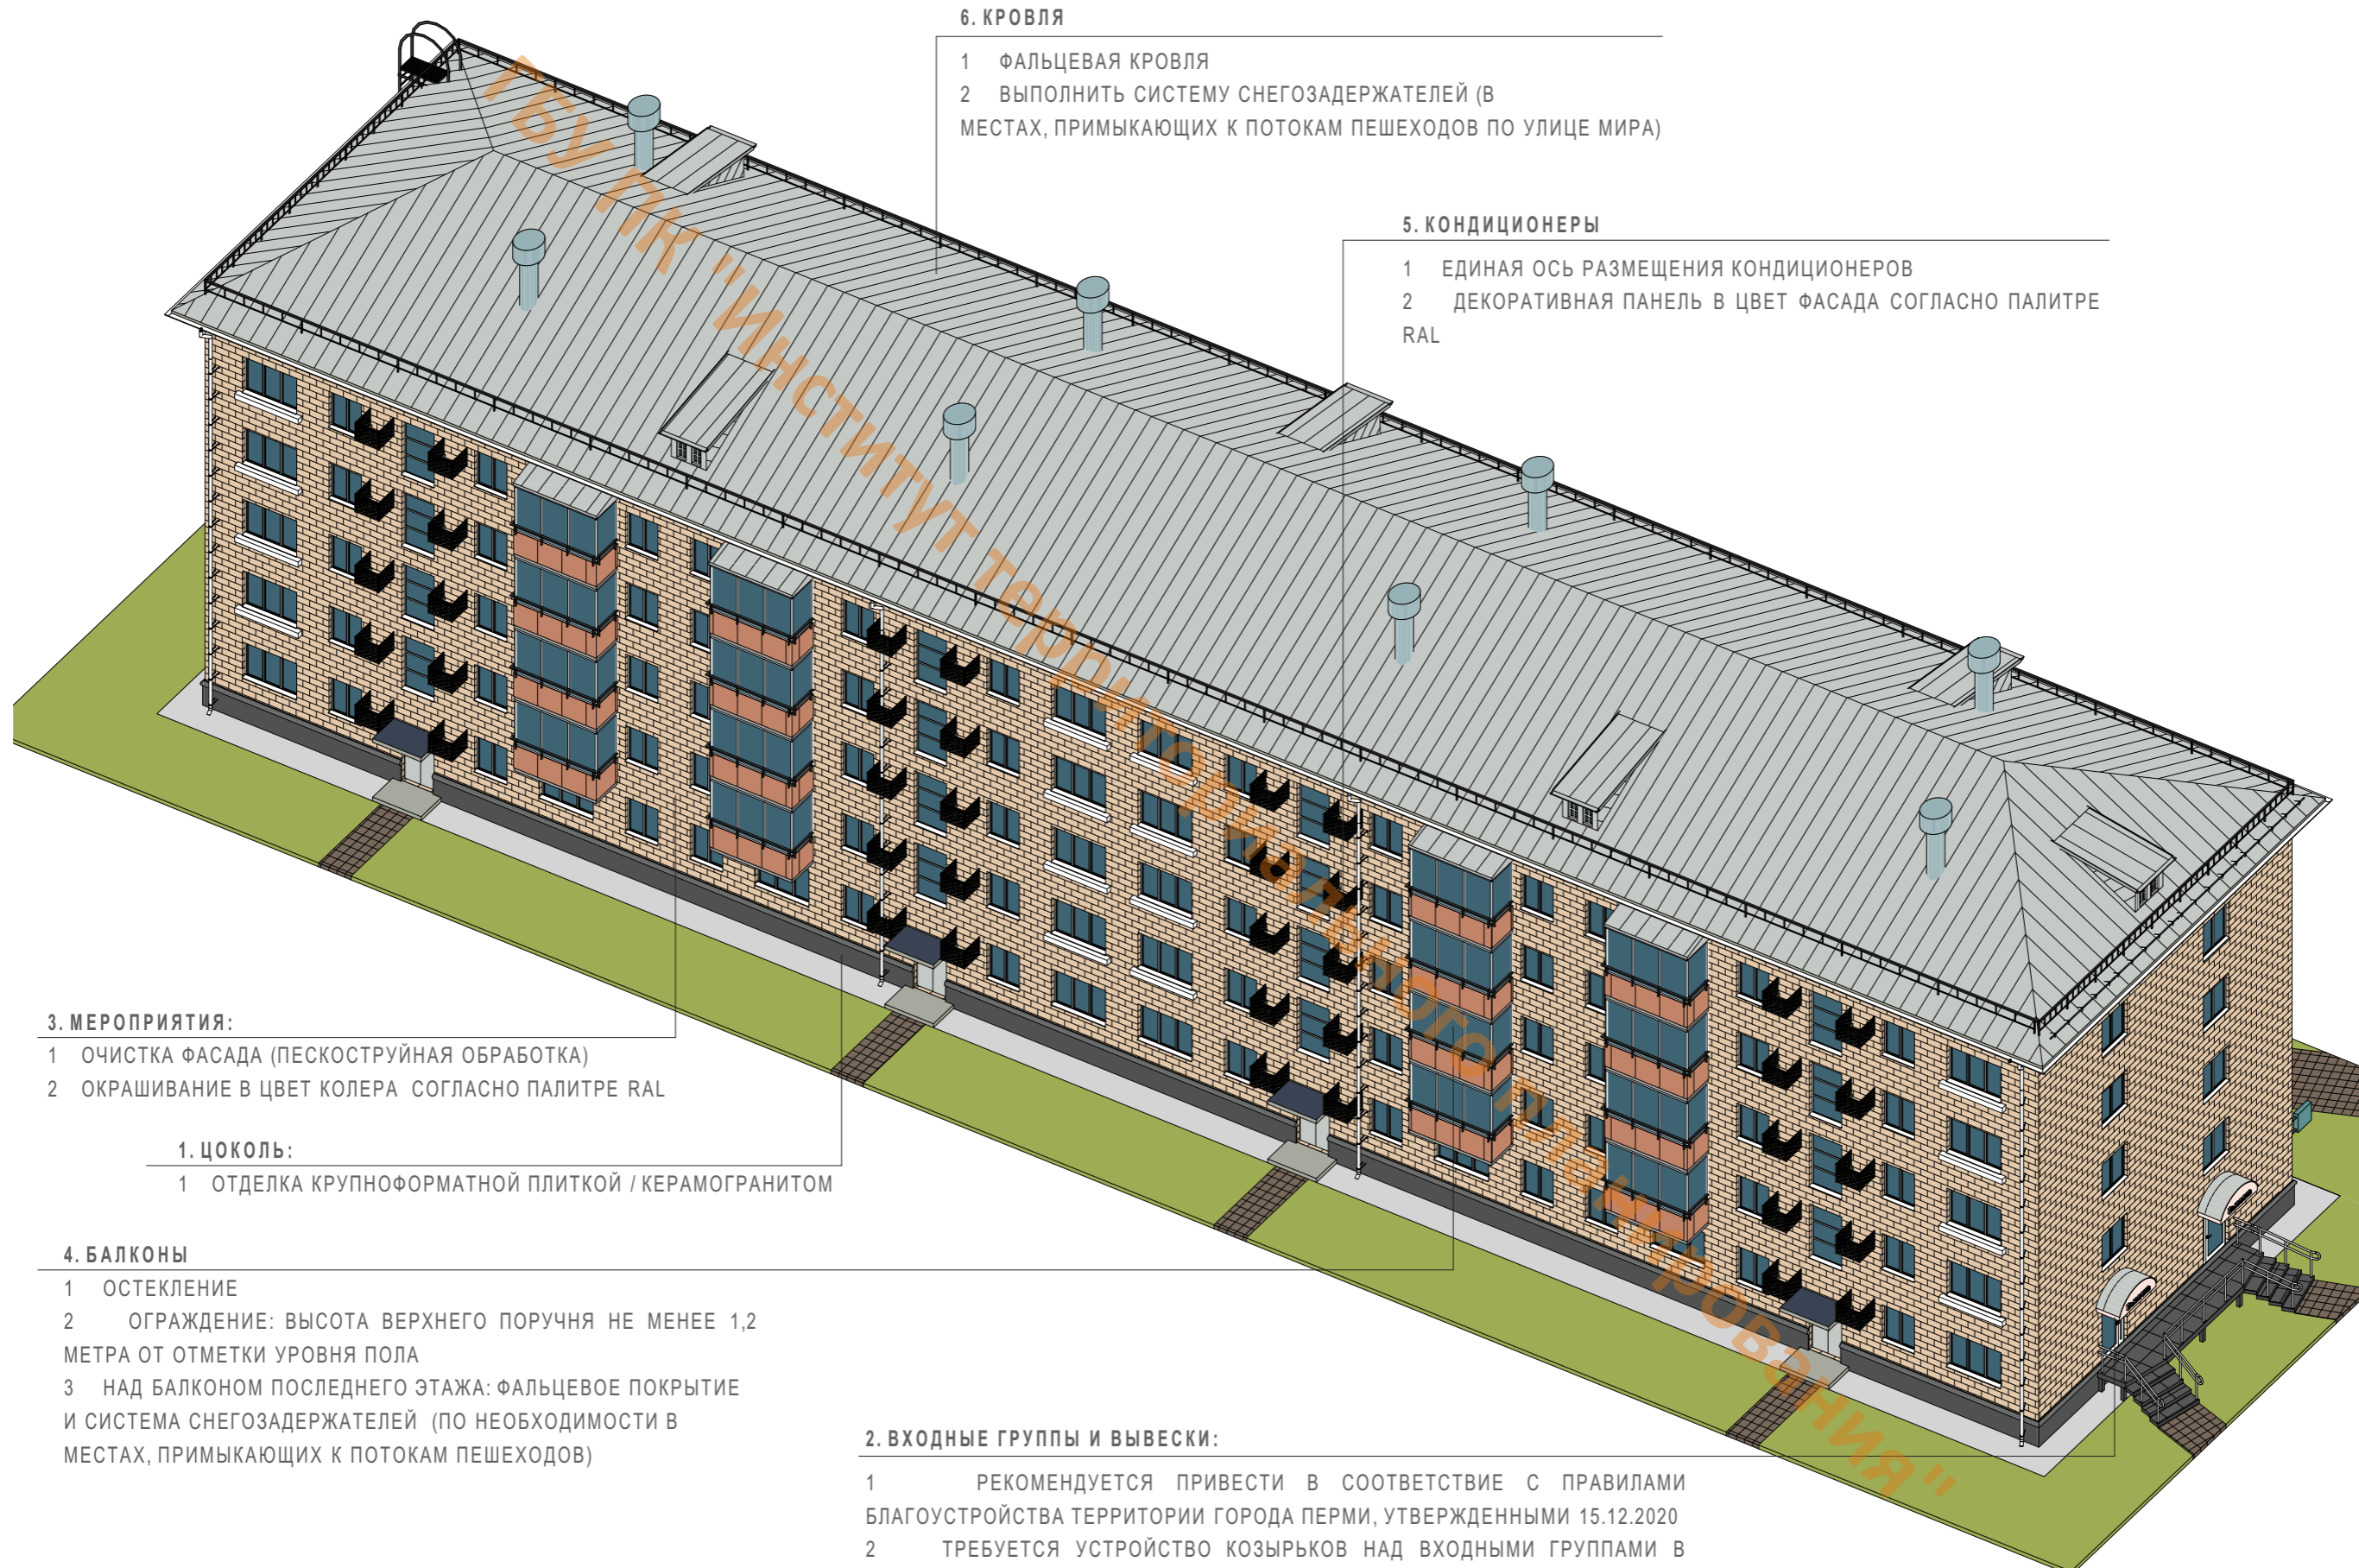 6. КРОВЛЯ
1 ФАЛЬЦЕВАЯ КРОВЛЯ
2 ВЫПОЛНИТЬ СИСТЕМУ СНЕГОЗАДЕРЖАТЕЛЕЙ (В
МЕСТАХ, ПРИМЫКАЮЩИХ К ПОТОКАМ ПЕШЕХОДОВ ПО УЛИЦЕ МИРА)
5. КОНДИЦИОНЕРЫ
1 ЕДИНАЯ ОСЬ РАЗМЕЩЕНИЯ КОНДИЦИОНЕРОВ
2 ДЕКОРАТИВНАЯ ПАНЕЛЬ В ЦВЕТ ФАСАДА СОГЛАСНО ПАЛИТРЕ
RAL
ГБУ ПК "Институт территориального планирования"
3. МЕРОПРИЯТИЯ:
1 ОЧИСТКА ФАСАДА (ПЕСКОСТРУЙНАЯ ОБРАБОТКА)
2 ОКРАШИВАНИЕ В ЦВЕТ КОЛЕРА СОГЛАСНО ПАЛИТРЕ RAL
1. ЦОКОЛЬ:
1 ОТДЕЛКА КРУПНОФОРМАТНОЙ ПЛИТКОЙ / КЕРАМОГРАНИТОМ
4. БАЛКОНЫ
1 ОСТЕКЛЕНИЕ
2 ОГРАЖДЕНИЕ: ВЫСОТА ВЕРХНЕГО ПОРУЧНЯ НЕ МЕНЕЕ 1,2
МЕТРА ОТ ОТМЕТКИ УРОВНЯ ПОЛА
3 НАД БАЛКОНОМ ПОСЛЕДНЕГО ЭТАЖА: ФАЛЬЦЕВОЕ ПОКРЫТИЕ
И СИСТЕМА СНЕГОЗАДЕРЖАТЕЛЕЙ (ПО НЕОБХОДИМОСТИ В
МЕСТАХ, ПРИМЫКАЮЩИХ К ПОТОКАМ ПЕШЕХОДОВ)
2. ВХОДНЫЕ ГРУППЫ И ВЫВЕСКИ:
1 РЕКОМЕНДУЕТСЯ ПРИВЕСТИ В СООТВЕТСТВИЕ С ПРАВИЛАМИ
БЛАГОУСТРОЙСТВА ТЕРРИТОРИИ ГОРОДА ПЕРМИ, УТВЕРЖДЕННЫМИ 15.12.2020
2 ТРЕБУЕТСЯ УСТРОЙСТВО КОЗЫРЬКОВ НАД ВХОДНЫМИ ГРУППАМИ В